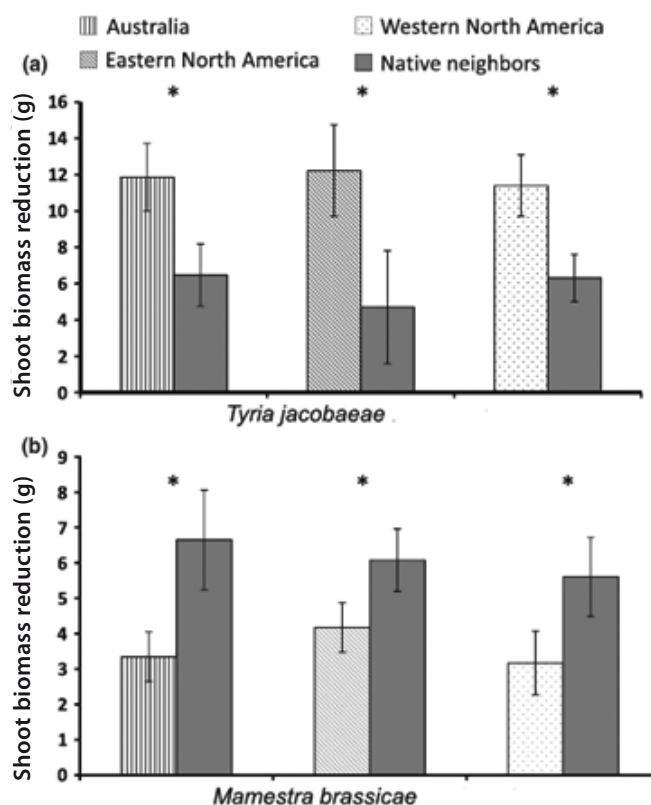 Australia
Western North America
Eastern North America
Native neighbors
(a)
* * *
Shoot biomass reduction (g)
16
14
12
10
8
6
4
2
0
Tyria jacobaeae
(b)
* * *
Shoot biomass reduction (g)
9
8
7
6
5
4
3
2
1
0
Mamestra brassicae